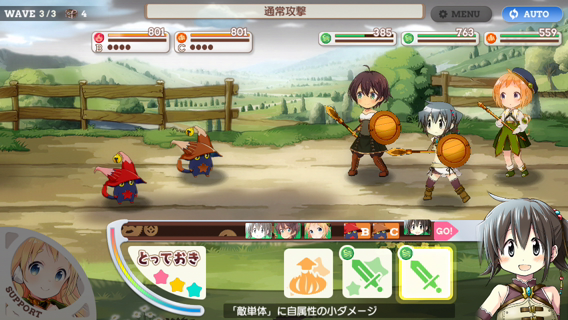 WAVE 3/3 4
通常攻撃
MENU
AUTO
801
B
801
C
385
763
559
B
C
GO!
とっておき
SUPPORT
「敵単体」に自属性の小ダメージ